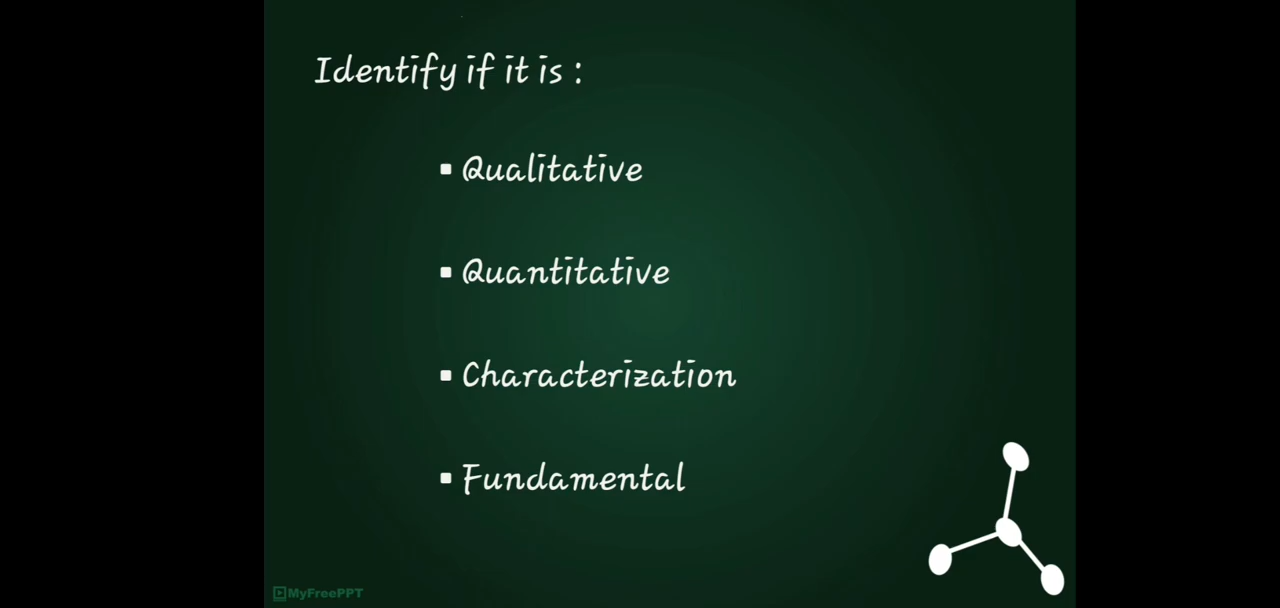 Identify if it is :
▪ Qualitative
▪ Quantitative
▪ Characterization
▪ Fundamental
MyFreePPT